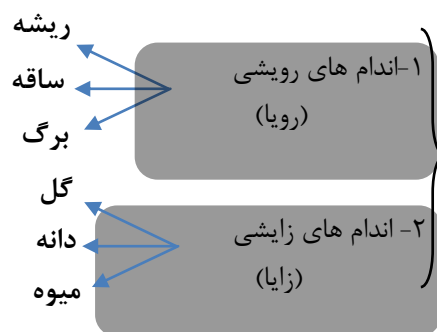 ۱-اندام های رویشی
(رویا)
ریشه
ساقه
برگ
۲- اندام های زایشی
(زایا)
گل
دانه
میوه